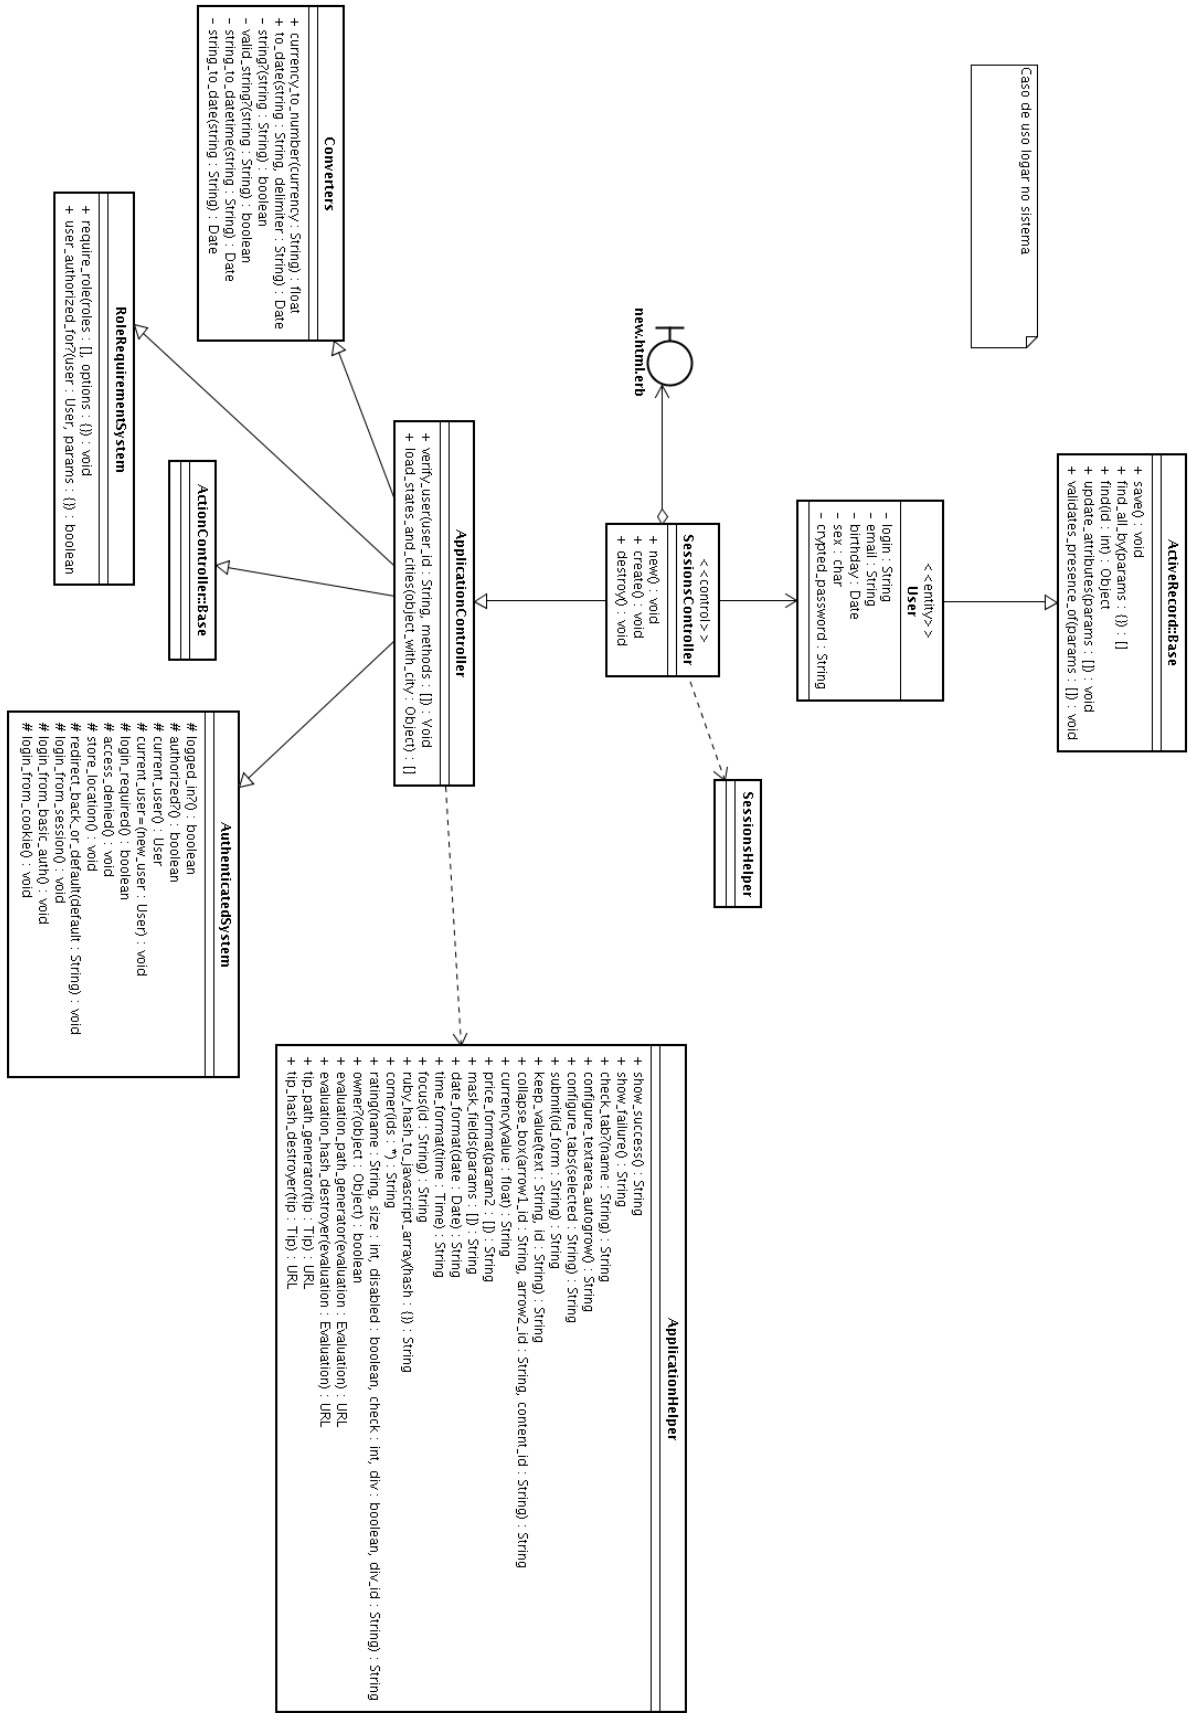 Caso de uso logar no sistema
ActiveRecord::Base
+ save() : void
+ find_all_by(params : {}) : []
+ find(id : int) : Object
+ update_attributes(params : []) : void
+ validates_presence_of(params : []) : void
<<entity>>
User
- login : String
- email : String
- birthday : Date
- sex : char
- crypted_password : String
new.html.erb
<<control>>
SessionsController
+ new() : void
+ create() : void
+ destroy() : void
SessionsHelper
ApplicationController
+ verify_user(user_id : String, methods : []) : Void
+ load_states_and_cities(object_with_city : Object) : []
Converters
+ currency_to_number(currency : String) : float
+ to_date(string : String, delimiter : String) : Date
- string?(string : String) : boolean
- valid_string?(string : String) : boolean
- string_to_datetime(string : String) : Date
- string_to_date(string : String) : Date
RoleRequirementSystem
+ require_role(roles : [], options : {}) : void
+ user_authorized_for?(user : User, params : {}) : boolean
ActionController::Base
AuthenticatedSystem
# logged_in?() : boolean
# authorized?() : boolean
# current_user() : User
# current_user=(new_user : User) : void
# login_required() : boolean
# access_denied() : void
# store_location() : void
# redirect_back_or_default(default : String) : void
# login_from_session() : void
# login_from_basic_auth() : void
# login_from_cookie() : void
ApplicationHelper
+ show_success() : String
+ show_failure() : String
+ check_tab?(name : String) : String
+ configure_textarea_autogrow() : String
+ configure_tabs(selected : String) : String
+ submit(id_form : String) : String
+ keep_value(text : String, id : String) : String
+ collapse_box(arrow1_id : String, arrow2_id : String, content_id : String) : String
+ currency(value : float) : String
+ price_format(param2 : []) : String
+ mask_fields(params : []) : String
+ date_format(date : Date) : String
+ time_format(time : Time) : String
+ focus(id : String) : String
+ ruby_hash_to_javascript_array(hash : {}) : String
+ corner(ids : *) : String
+ rating(name : String, size : int, disabled : boolean, check : int, div : boolean, div_id : String) : String
+ owner?(object : Object) : boolean
+ evaluation_path_generator(evaluation : Evaluation) : URL
+ evaluation_hash_destroyer(evaluation : Evaluation) : URL
+ tip_path_generator(tip : Tip) : URL
+ tip_hash_destroyer(tip : Tip) : URL